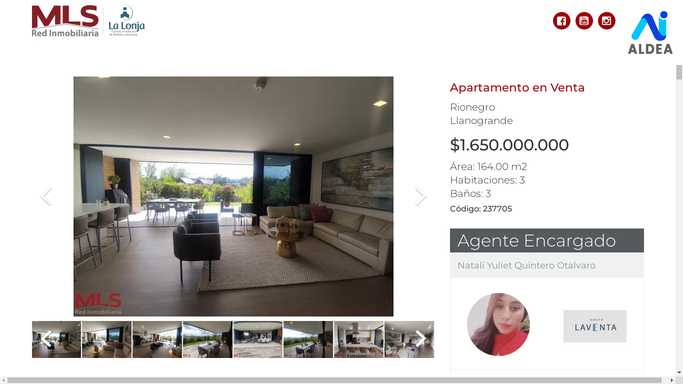 MLS
Red Inmobiliaria
La Lonja
ALDEA
Apartamento en Venta
Rionegro
Llanogrande
$1.650.000.000
Área: 164.00 m2
Habitaciones: 3
Baños: 3
Código: 237705
MLS
Red Inmobiliaria
Agente Encargado
Natali Yuliet Quintero Otalvaro
LAVENTA